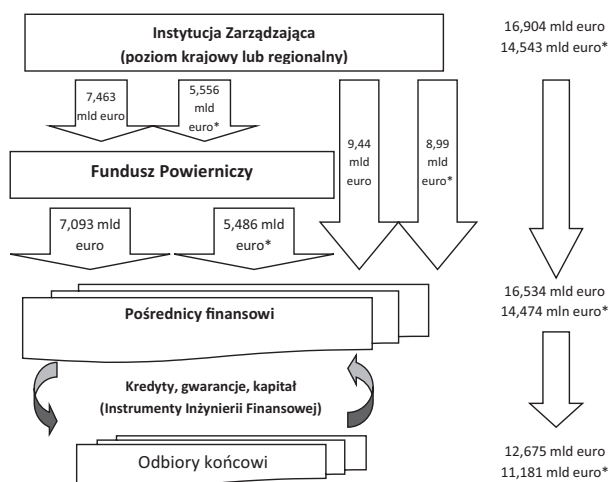 Instytucja Zarządzająca
(poziom krajowy lub regionalny)
16,904 mld euro
14,543 mld euro*
7,463
mld euro
5,556
mld
euro*
9,44
mld
euro
8,99
mld
euro*
Fundusz Powierniczy
7,093 mld
euro
5,486 mld
euro*
Pośrednicy finansowi
16,534 mld euro
14,474 mln euro*
Kredyty, gwarancje, kapitał
(Instrumenty Inżynierii Finansowej)
Odbiory końcowi
12,675 mld euro
11,181 mld euro*